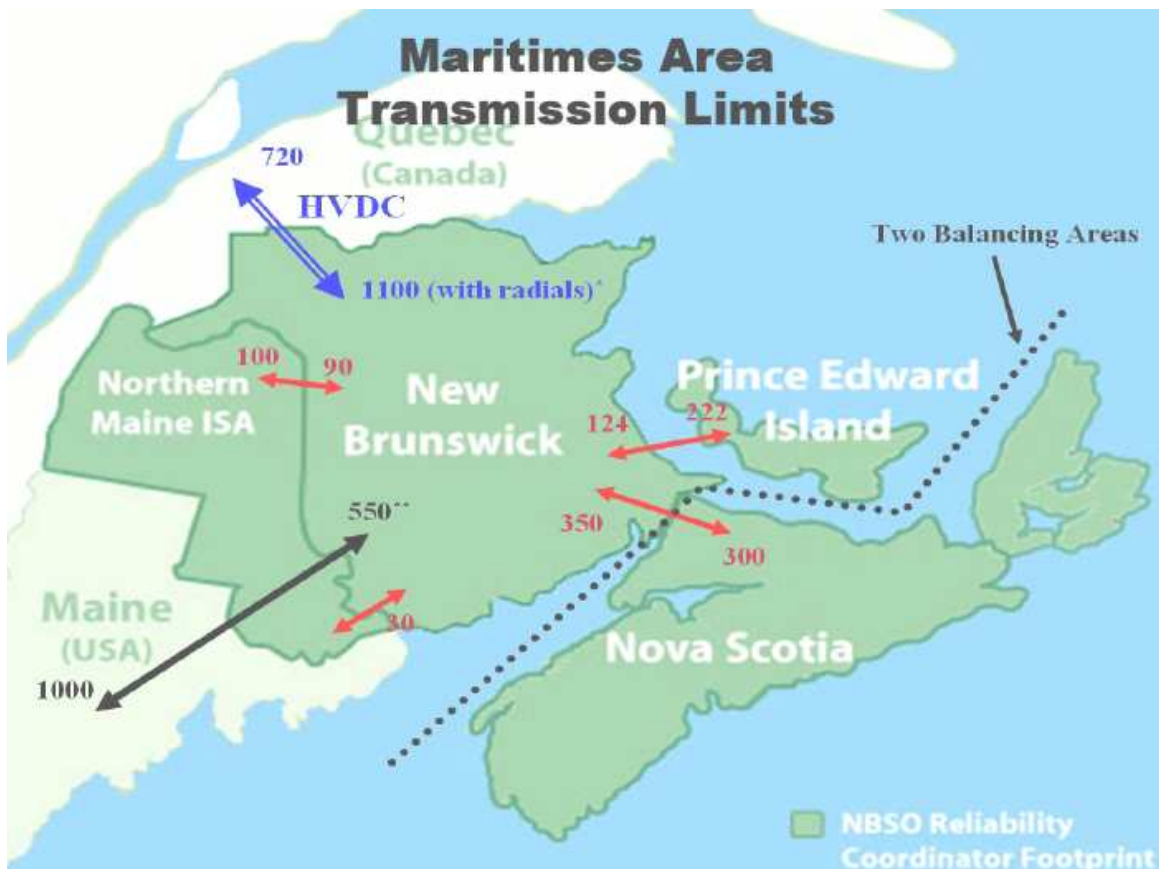 Maritimes Area
Transmission Limits
Quebec
(Canada)
720
HVDC
Two Balancing Areas
1100 (with radials)*
100
90
Northern
Maine ISA
New
Brunswick
Prince Edward
Island
124
222
550**
350
300
Maine
(USA)
30
Nova Scotia
1000
NBSO Reliability
Coordinator Footprint